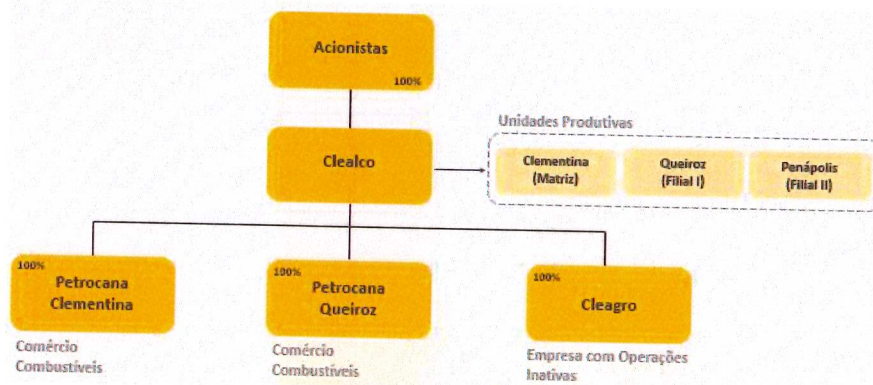 Acionistas
100%
Unidades Produtivas
Clealco
Clementina
(Matriz)
Queiroz
(Filial I)
Penápolis
(Filial II)
100%
Petrocana
Clementina
100%
Petrocana
Queiroz
100%
Cleagro
Comércio
Combustíveis
Comércio
Combustíveis
Empresa com Operações
Inativas